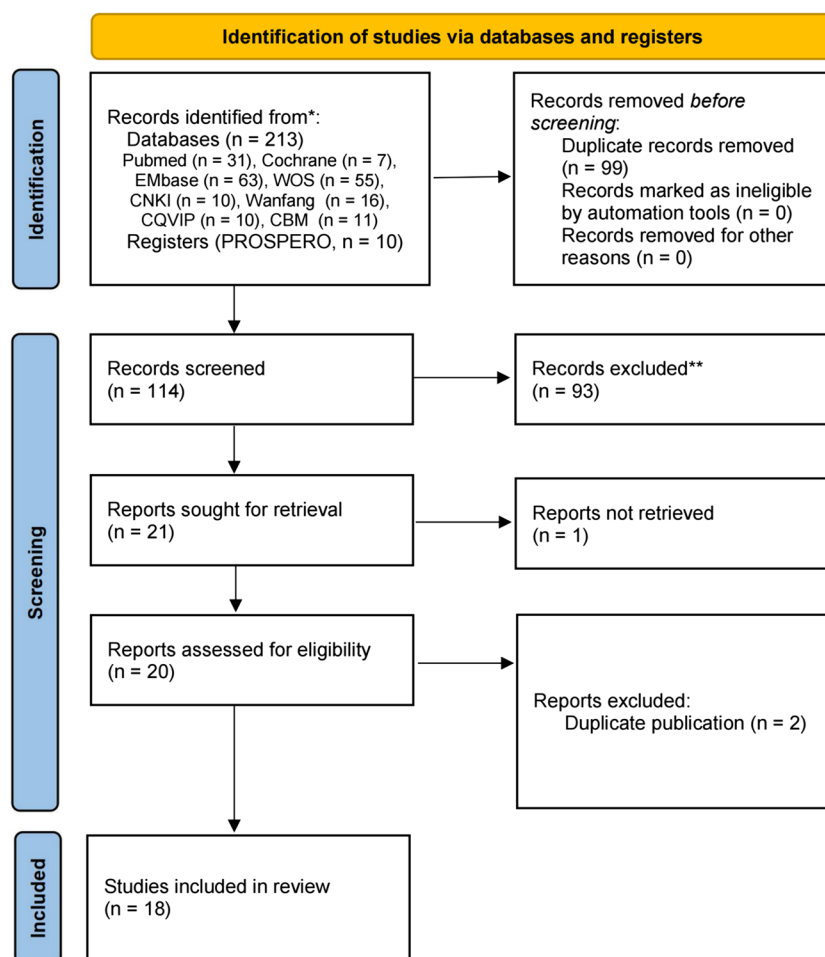 Identification of studies via databases and registers
Identification
Records identified from*:
Databases (n = 213)
Pubmed (n = 31), Cochrane (n = 7),
EMbase (n = 63), WOS (n = 55),
CNKI (n = 10), Wanfang (n = 16),
CQVIP (n = 10), CBM (n = 11)
Registers (PROSPERO, n = 10)
Records removed before
screening:
Duplicate records removed
(n = 99)
Records marked as ineligible
by automation tools (n = 0)
Records removed for other
reasons (n = 0)
Screening
Records screened
(n = 114)
Records excluded**
(n = 93)
Reports sought for retrieval
(n = 21)
Reports not retrieved
(n = 1)
Reports assessed for eligibility
(n = 20)
Reports excluded:
Duplicate publication (n = 2)
Included
Studies included in review
(n = 18)